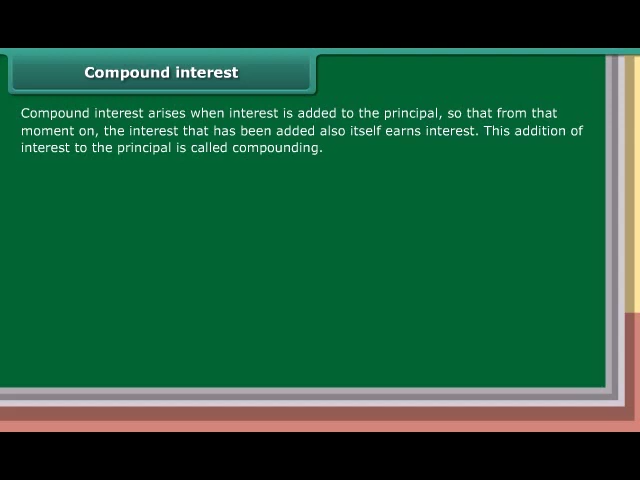 Compound interest
Compound interest arises when interest is added to the principal, so that from that
moment on, the interest that has been added also itself earns interest. This addition of
interest to the principal is called compounding.